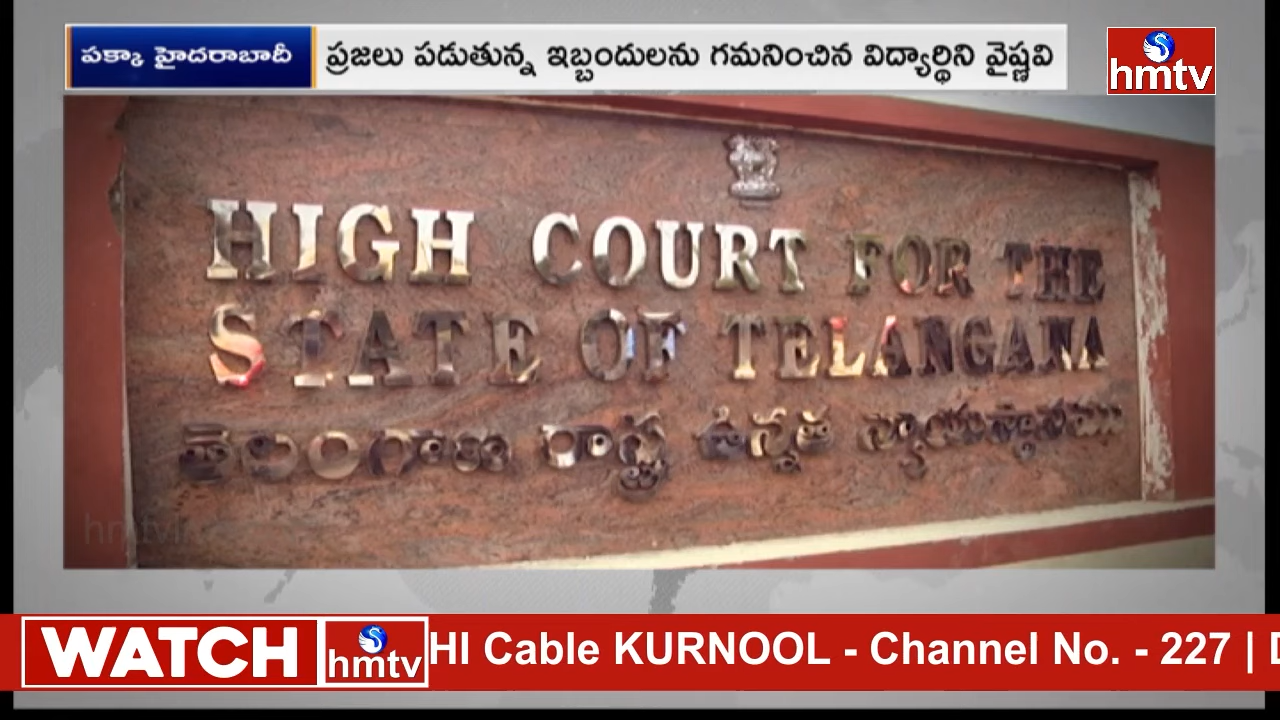 పక్కా హైదరాబాదీ
ప్రజలు పడుతున్న ఇబ్బందులను గమనించిన విద్యార్థిని వైష్ణవి
hmtv
HIGH COURT FOR THE
STATE OF TELANGANA
తెలంగాణ రాష్ట్ర ఉన్నత న్యాయస్థానము
WATCH
hmtv
HI Cable KURNOOL - Channel No. - 227 |